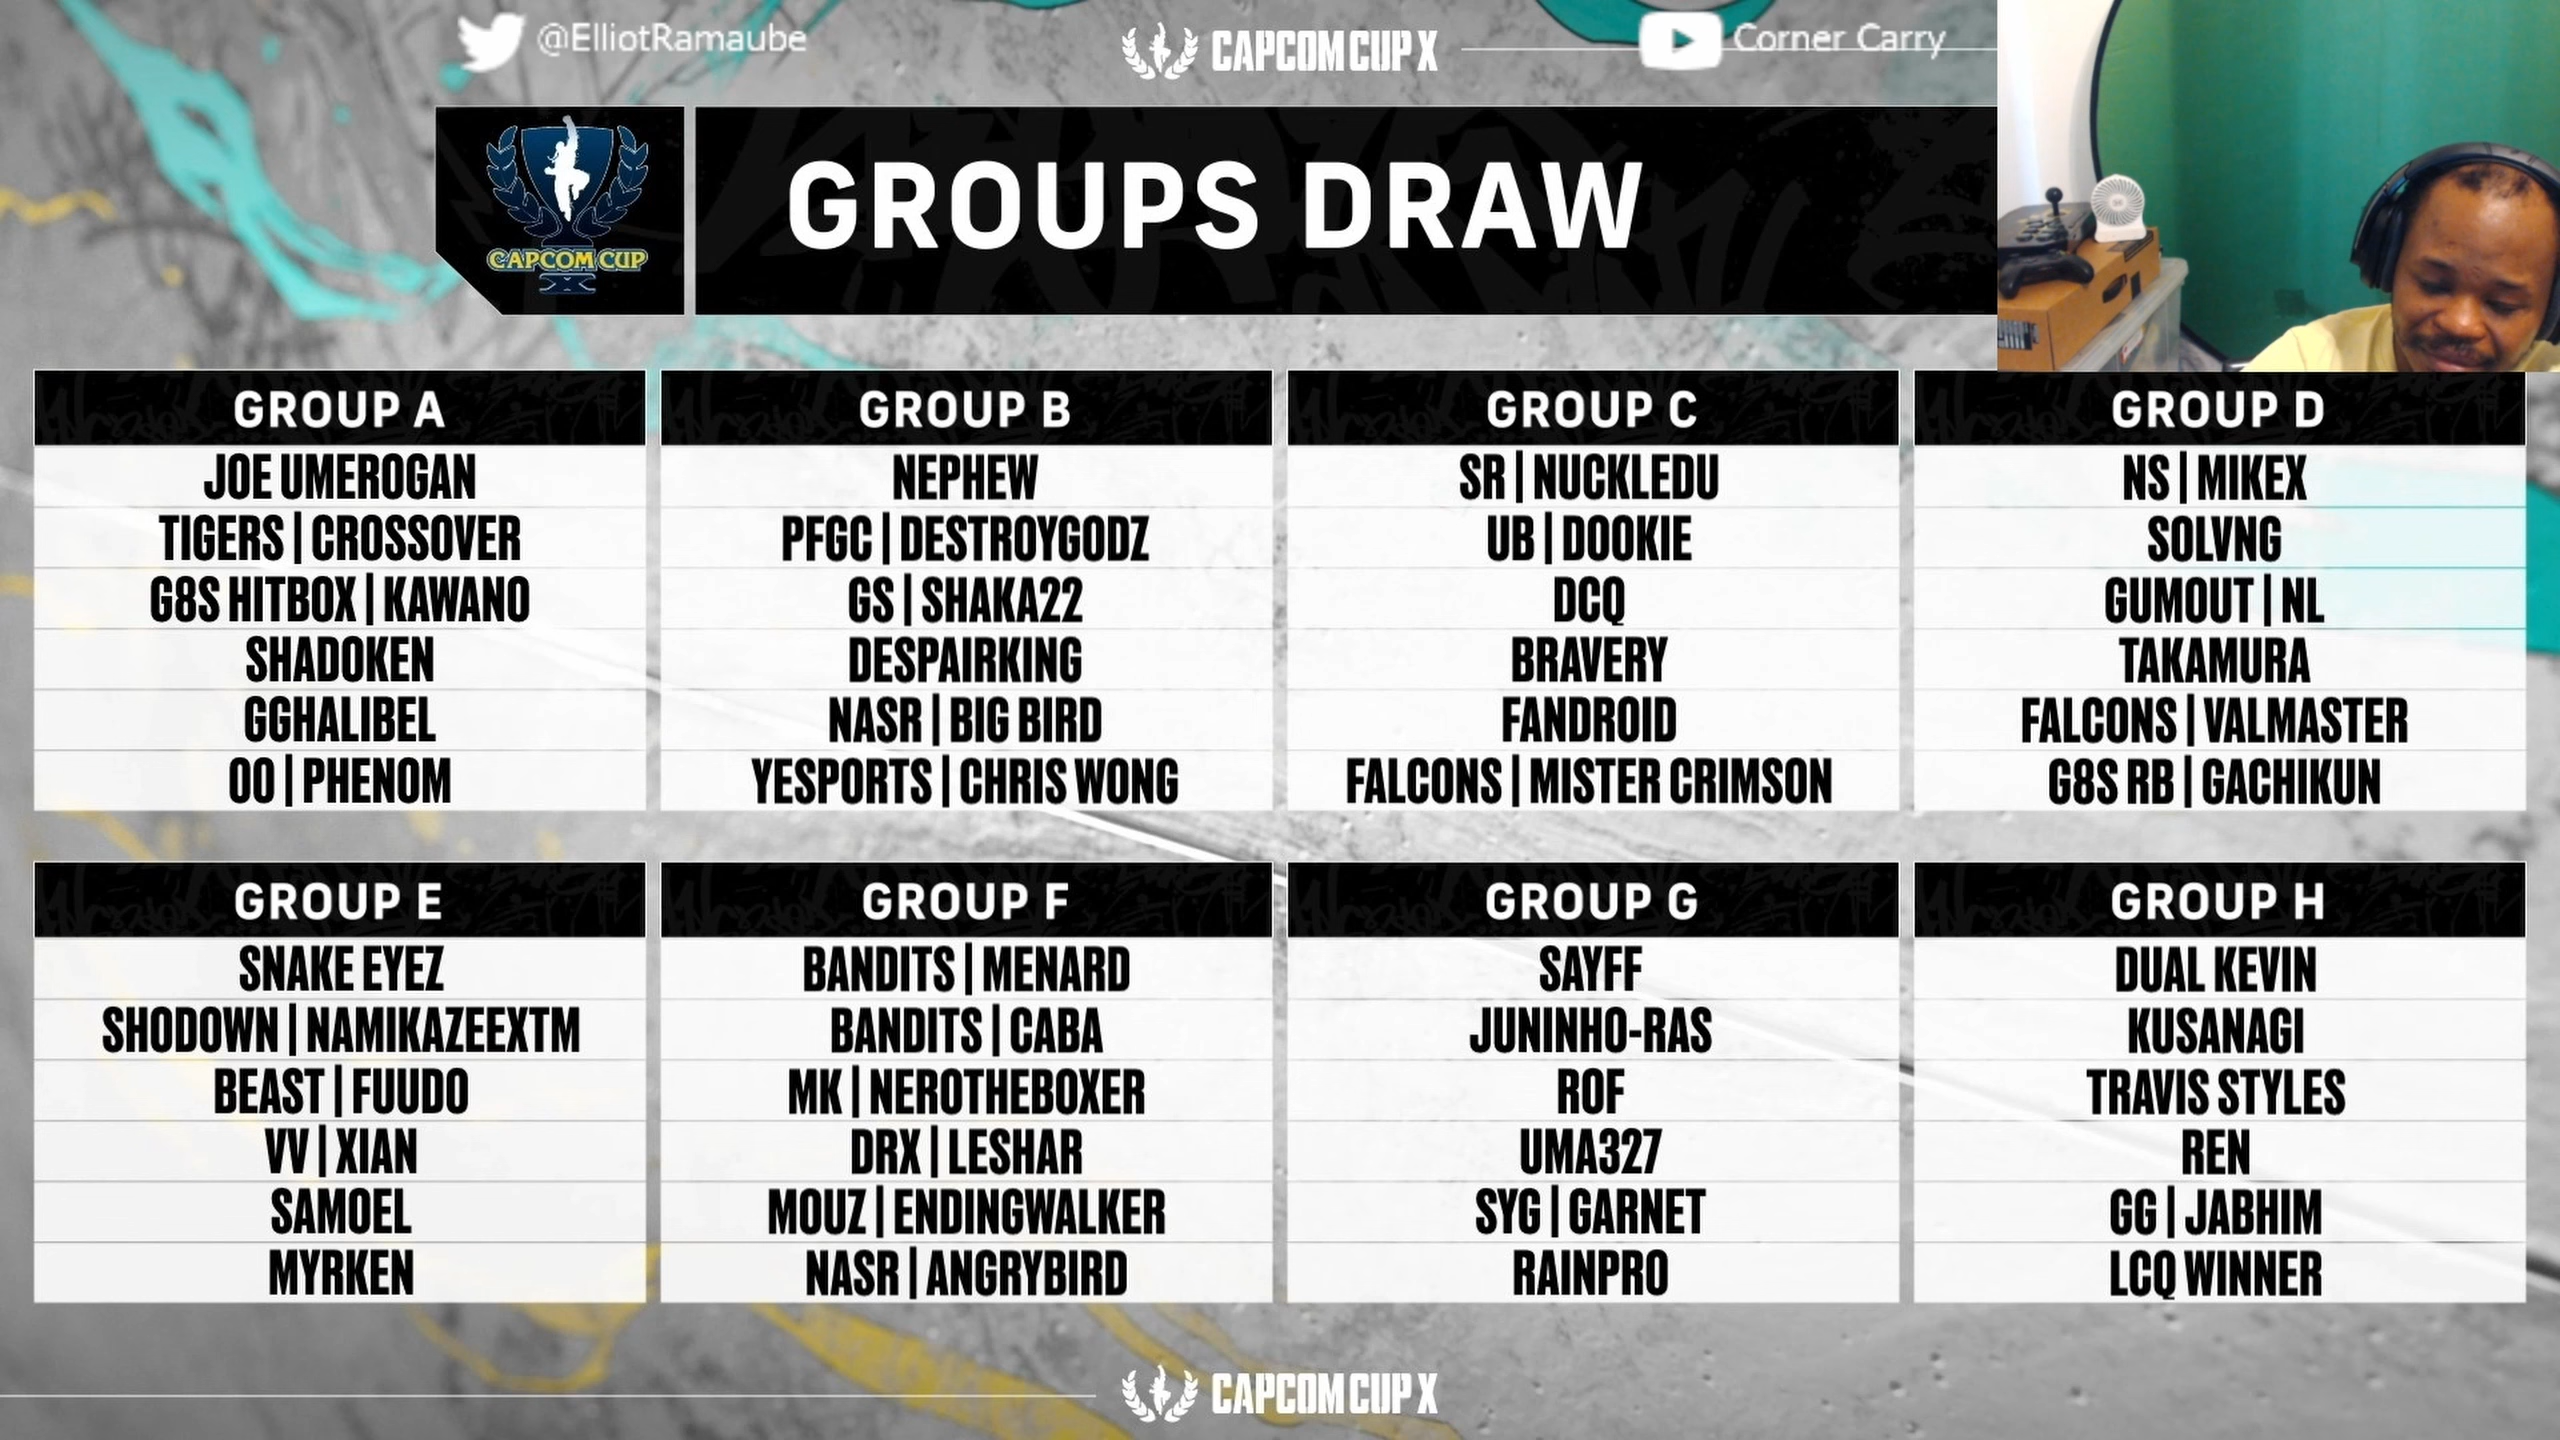 @ElliotRamaube
CAPCOM CUP X
Corner Carry
CAPCOM CUP
X
GROUPS DRAW
GROUP A
JOE UMEROGAN
TIGERS | CROSSOVER
G8S HITBOX | KAWANO
SHADOKEN
GGHALIBEL
OO | PHENOM
GROUP B
NEPHEW
PFGC | DESTROYGODZ
GS | SHAKA22
DESPAIRKING
NASR | BIG BIRD
YESPORTS | CHRIS WONG
GROUP C
SR | NUCKLEDU
UB | DOOKIE
DCQ
BRAVERY
FANDROID
FALCONS | MISTER CRIMSON
GROUP D
NS | MIKEX
SOLVNG
GUMOUT | NL
TAKAMURA
FALCONS | VALMASTER
G8S RB | GACHIKUN
GROUP E
SNAKE EYEZ
SHODOWN | NAMIKAZEEXTM
BEAST | FUUDO
VV | XIAN
SAMOEL
MYRKEN
GROUP F
BANDITS | MENARD
BANDITS | CABA
MK | NEROTHEBOXER
DRX | LESHAR
MOUZ | ENDINGWALKER
NASR | ANGRYBIRD
GROUP G
SAYFF
JUNINHO-RAS
ROF
UMA327
SYG | GARNET
RAINPRO
GROUP H
DUAL KEVIN
KUSANAGI
TRAVIS STYLES
REN
GG | JABHIM
LCQ WINNER
CAPCOM CUP X